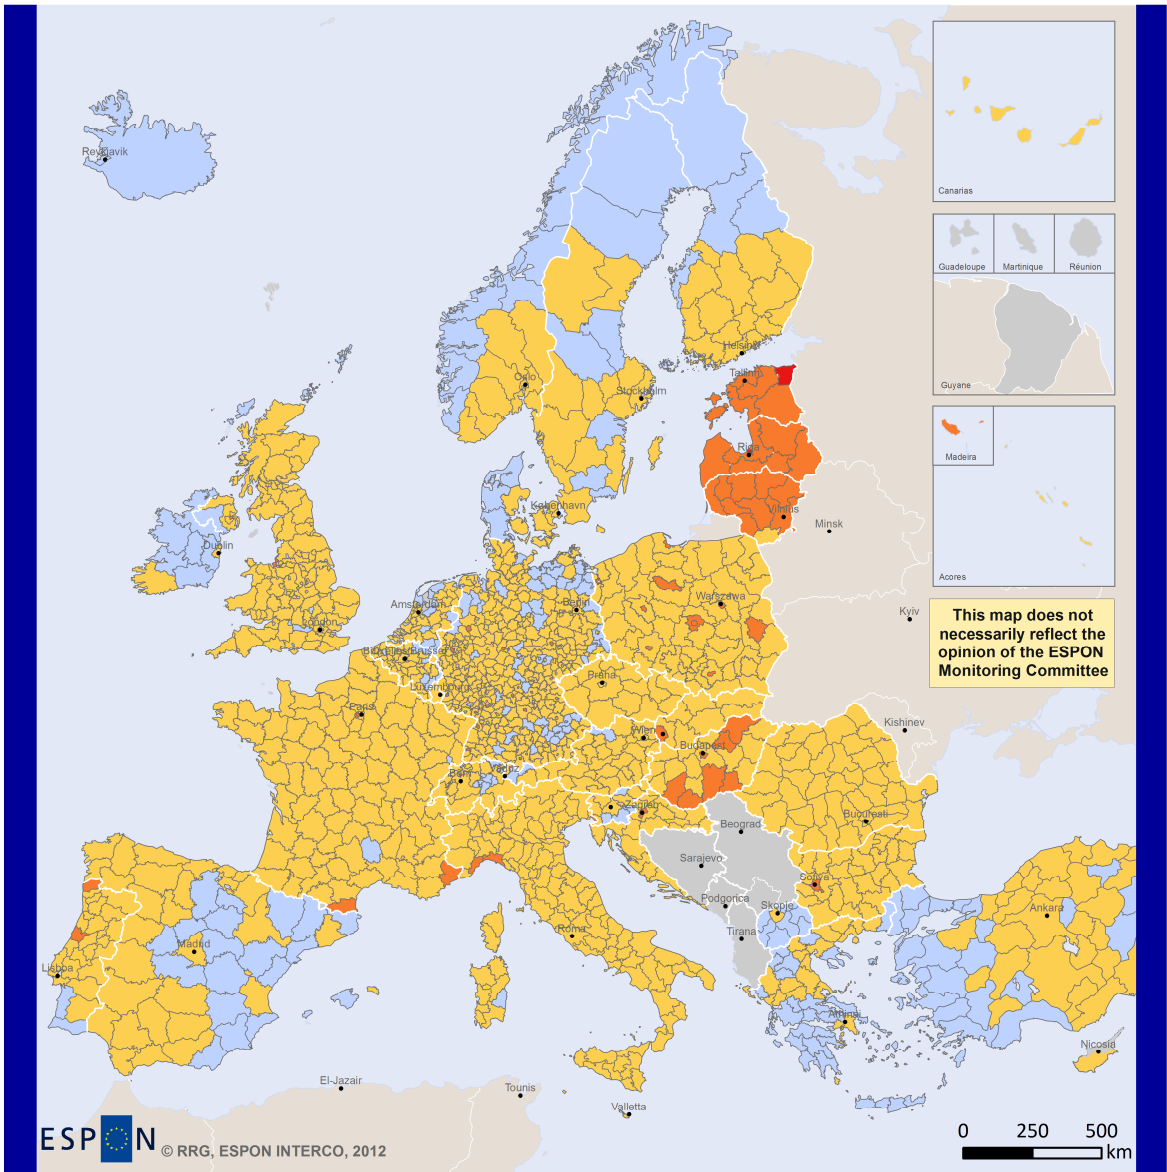 Reykjavik
Canarias
Guadeloupe
Martinique
Réunion
Guyane
Madeira
Acores
Helsinki
Tallinn
Oslo
Stockholm
Riga
København
Vilnius
Minsk
Dublin
Amsterdam
Berlin
Warszawa
London
Kyiv
This map does not
necessarily reflect the
opinion of the ESPON
Monitoring Committee
Luxembourg
Praha
Paris
Kishinev
Wien
Budapest
Bern
Vaduz
Zagreb
Bucuresti
Beograd
Sarajevo
Sofiya
Podgorica
Skopje
Ankara
Madrid
Roma
Tirana
Lisboa
Athinai
Nicosia
El-Jazair
Tounis
Valletta
0 250 500
km
ESPON
© RRG, ESPON INTERCO, 2012